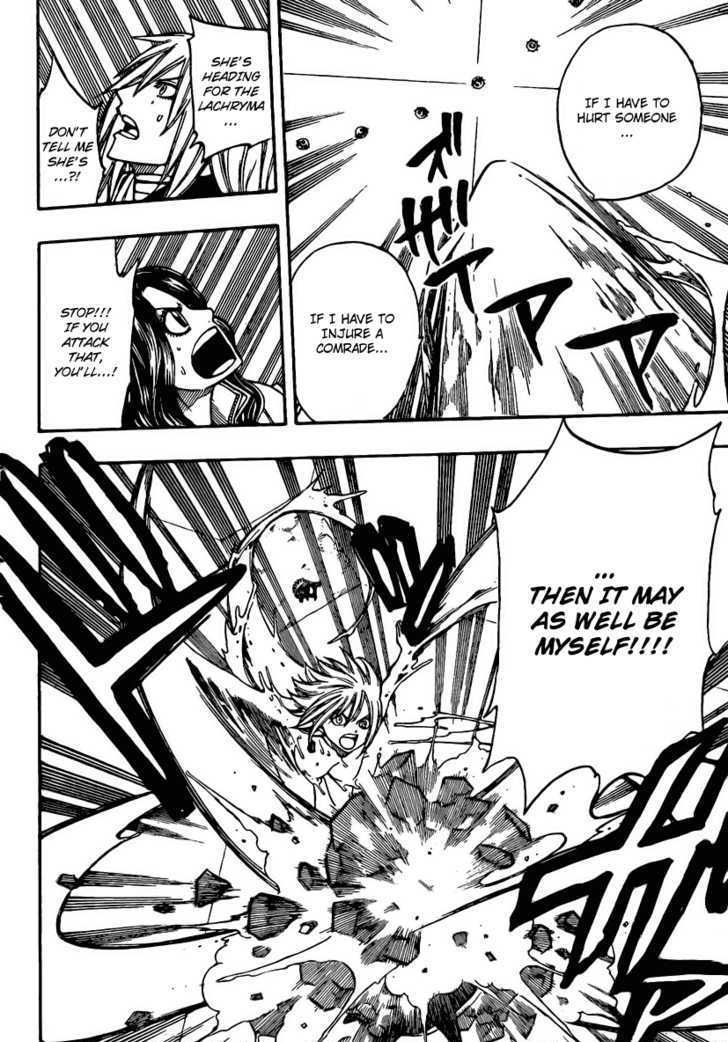 IF I HAVE TO
HURT SOMEONE
...
IF I HAVE TO
INJURE A
COMRADE...
SHE'S
HEADING
FOR THE
LACHRYMA
...
DON'T
TELL ME
SHE'S
...?!
STOP!!!
IF YOU
ATTACK
THAT,
YOU'LL...!
...
THEN IT MAY
AS WELL BE
MYSELF!!!!